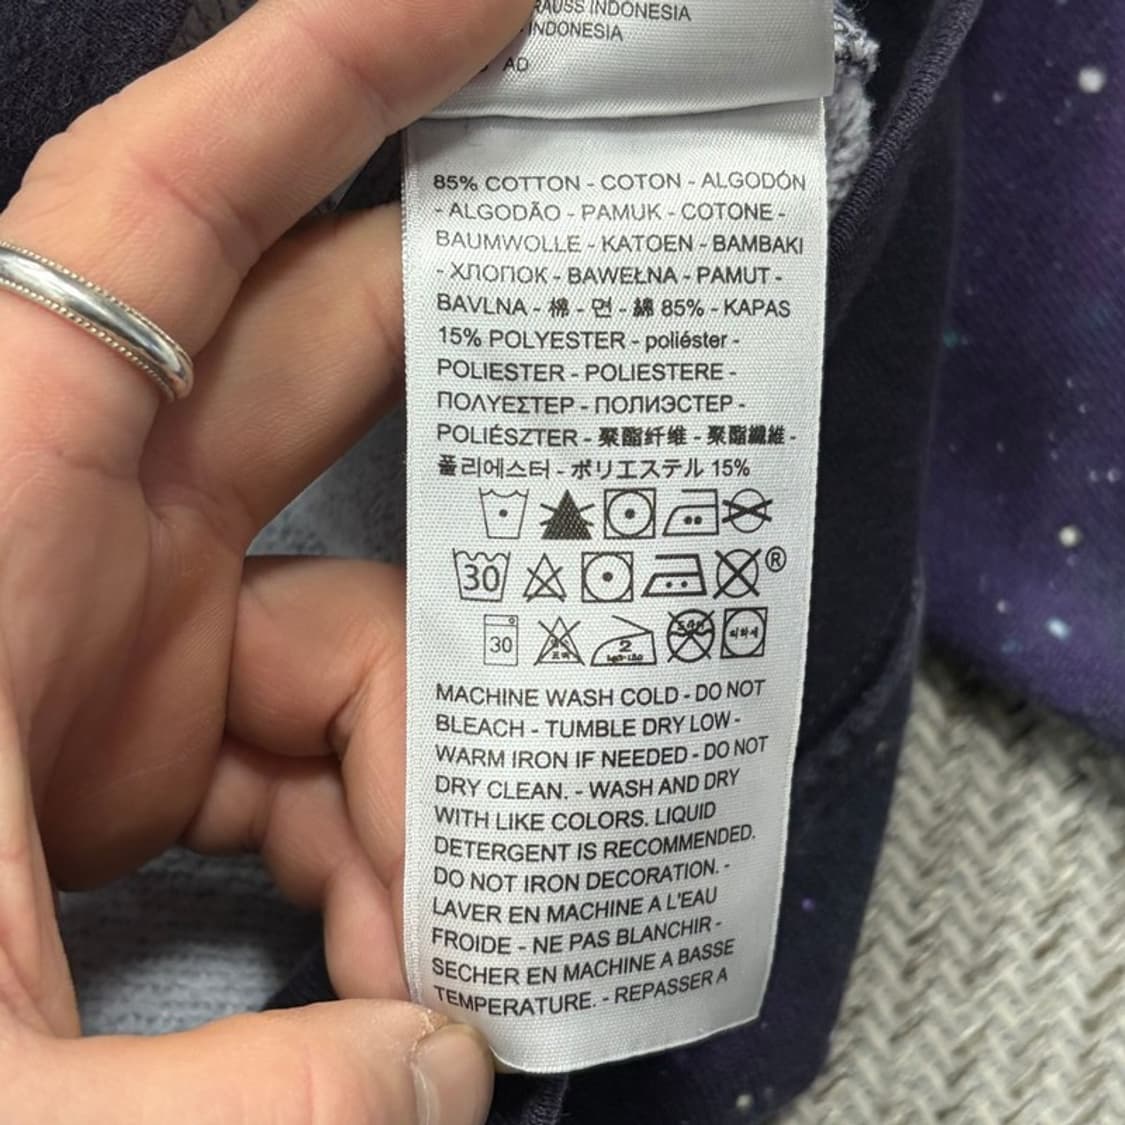 RAUSS INDONESIA
INDONESIA
AD
85% COTTON - COTON - ALGODÓN
- ALGODÃO - PAMUK - COTONE -
BAUMWOLLE - KATOEN - BAMBAKI
- ХЛОПОК - BAWEŁNA - PAMUT -
BAVLNA - 棉 - 면 - 綿 85% - KAPAS
15% POLYESTER - poliéster -
POLIESTER - POLIESTERE -
ΠΟΛΥΕΣΤΕΡ - ПОЛИЭСТЕР -
POLIÉSZTER - 聚酯纤维 - 聚酯纖維 -
폴리에스터 - ポリエステル 15%
30 ®
30 2
MACHINE WASH COLD - DO NOT
BLEACH - TUMBLE DRY LOW -
WARM IRON IF NEEDED - DO NOT
DRY CLEAN. - WASH AND DRY
WITH LIKE COLORS. LIQUID
DETERGENT IS RECOMMENDED.
DO NOT IRON DECORATION. -
LAVER EN MACHINE A L'EAU
FROIDE - NE PAS BLANCHIR -
SECHER EN MACHINE A BASSE
TEMPERATURE. - REPASSER A